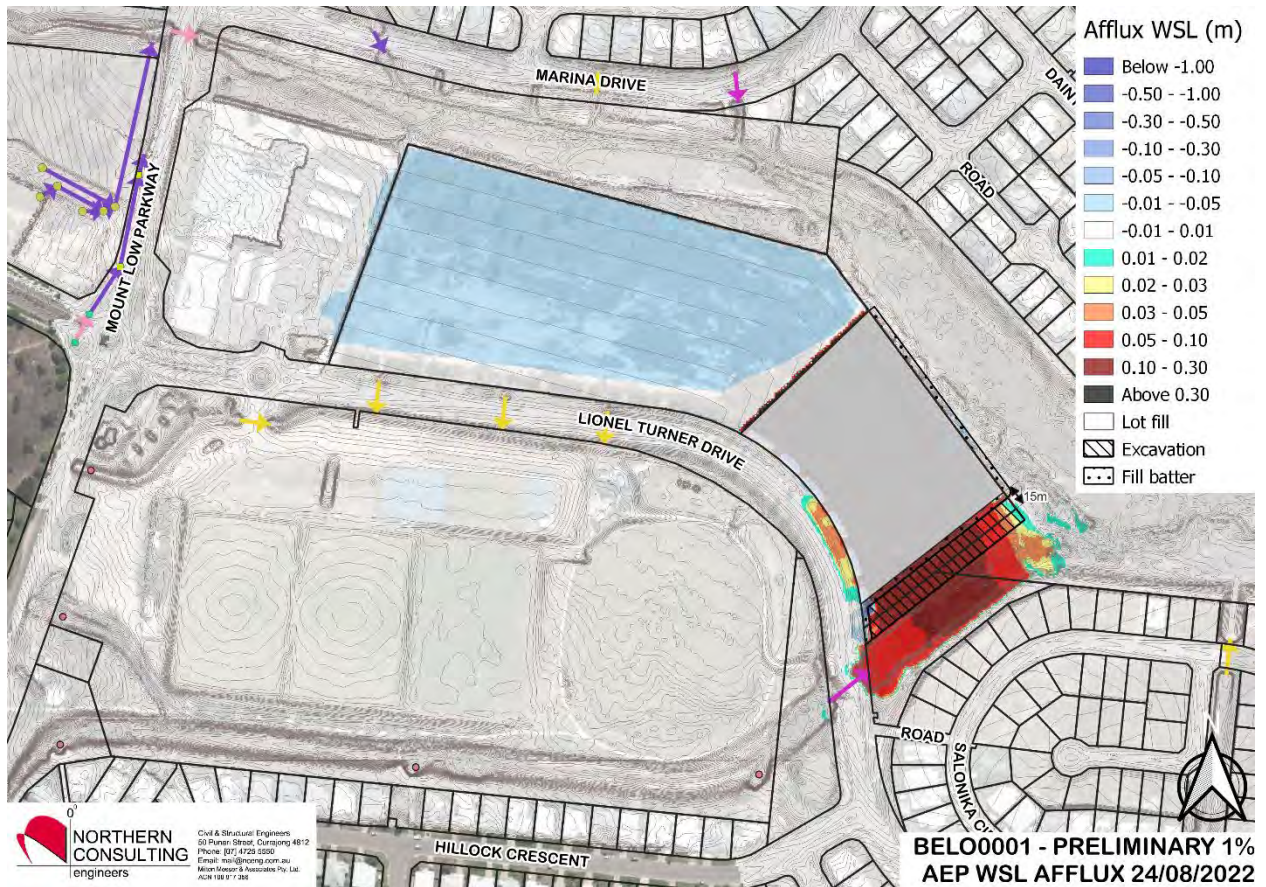 MARINA DRIVE
ROAD
MOUNT LOW PARKWAY
LIONEL TURNER DRIVE
15m
ROAD
HILLOCK CRESCENT
Afflux WSL (m)
Below -1.00
-0.50 - -1.00
-0.30 - -0.50
-0.10 - -0.30
-0.05 - -0.10
-0.01 - -0.05
-0.01 - 0.01
0.01 - 0.02
0.02 - 0.03
0.03 - 0.05
0.05 - 0.10
0.10 - 0.30
Above 0.30
Lot fill
Excavation
Fill batter
NORTHERN
CONSULTING
engineers
Civil & Structural Engineers
50 Punari Street, Currajong 4812
Phone: (07) 4725 5550
Email: mail@nceng.com.au
BELO0001 - PRELIMINARY 1%
AEP WSL AFFLUX 24/08/2022